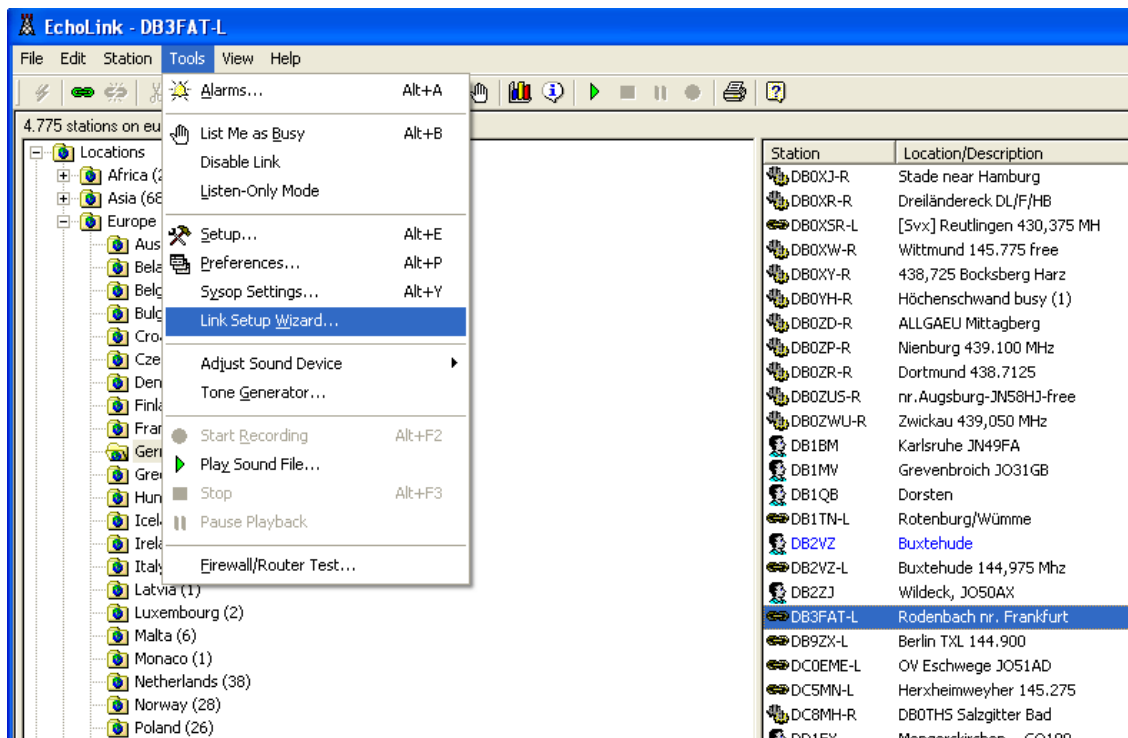 EchoLink - DB3FAT-L
File Edit Station Tools View Help
4.775 stations on eu
Alarms... Alt+A
List Me as Busy Alt+B
Disable Link
Listen-Only Mode
Setup... Alt+E
Preferences... Alt+P
Sysop Settings... Alt+Y
Link Setup Wizard...
Adjust Sound Device
Tone Generator...
Start Recording Alt+F2
Play Sound File...
Stop Alt+F3
Pause Playback
Firewall/Router Test...
Locations
Africa (2
Asia (68
Europe
Aus
Bela
Belg
Bulg
Cro
Cze
Den
Finla
Fran
Ger
Gre
Hun
Icel
Irela
Italy
Latvia (1)
Luxembourg (2)
Malta (6)
Monaco (1)
Netherlands (38)
Norway (28)
Poland (26)
Station Location/Description
DB0XJ-R Stade near Hamburg
DB0XR-R Dreiländereck DL/F/HB
DB0XSR-L [Svx] Reutlingen 430,375 MH
DB0XW-R Wittmund 145.775 free
DB0XY-R 438,725 Bocksberg Harz
DB0YH-R Höchenschwand busy (1)
DB0ZD-R ALLGAEU Mittagberg
DB0ZP-R Nienburg 439.100 MHz
DB0ZR-R Dortmund 438.7125
DB0ZUS-R nr.Augsburg-JN58HJ-free
DB0ZWU-R Zwickau 439,050 MHz
DB1BM Karlsruhe JN49FA
DB1MV Grevenbroich JO31GB
DB1QB Dorsten
DB1TN-L Rotenburg/Wümme
DB2VZ Buxtehude
DB2VZ-L Buxtehude 144,975 Mhz
DB2ZJ Wildeck, JO50AX
DB3FAT-L Rodenbach nr. Frankfurt
DB9ZX-L Berlin TXL 144.900
DC0EME-L OV Eschwege JO51AD
DC5MN-L Herxheimweyher 145.275
DC8MH-R DB0THS Salzgitter Bad